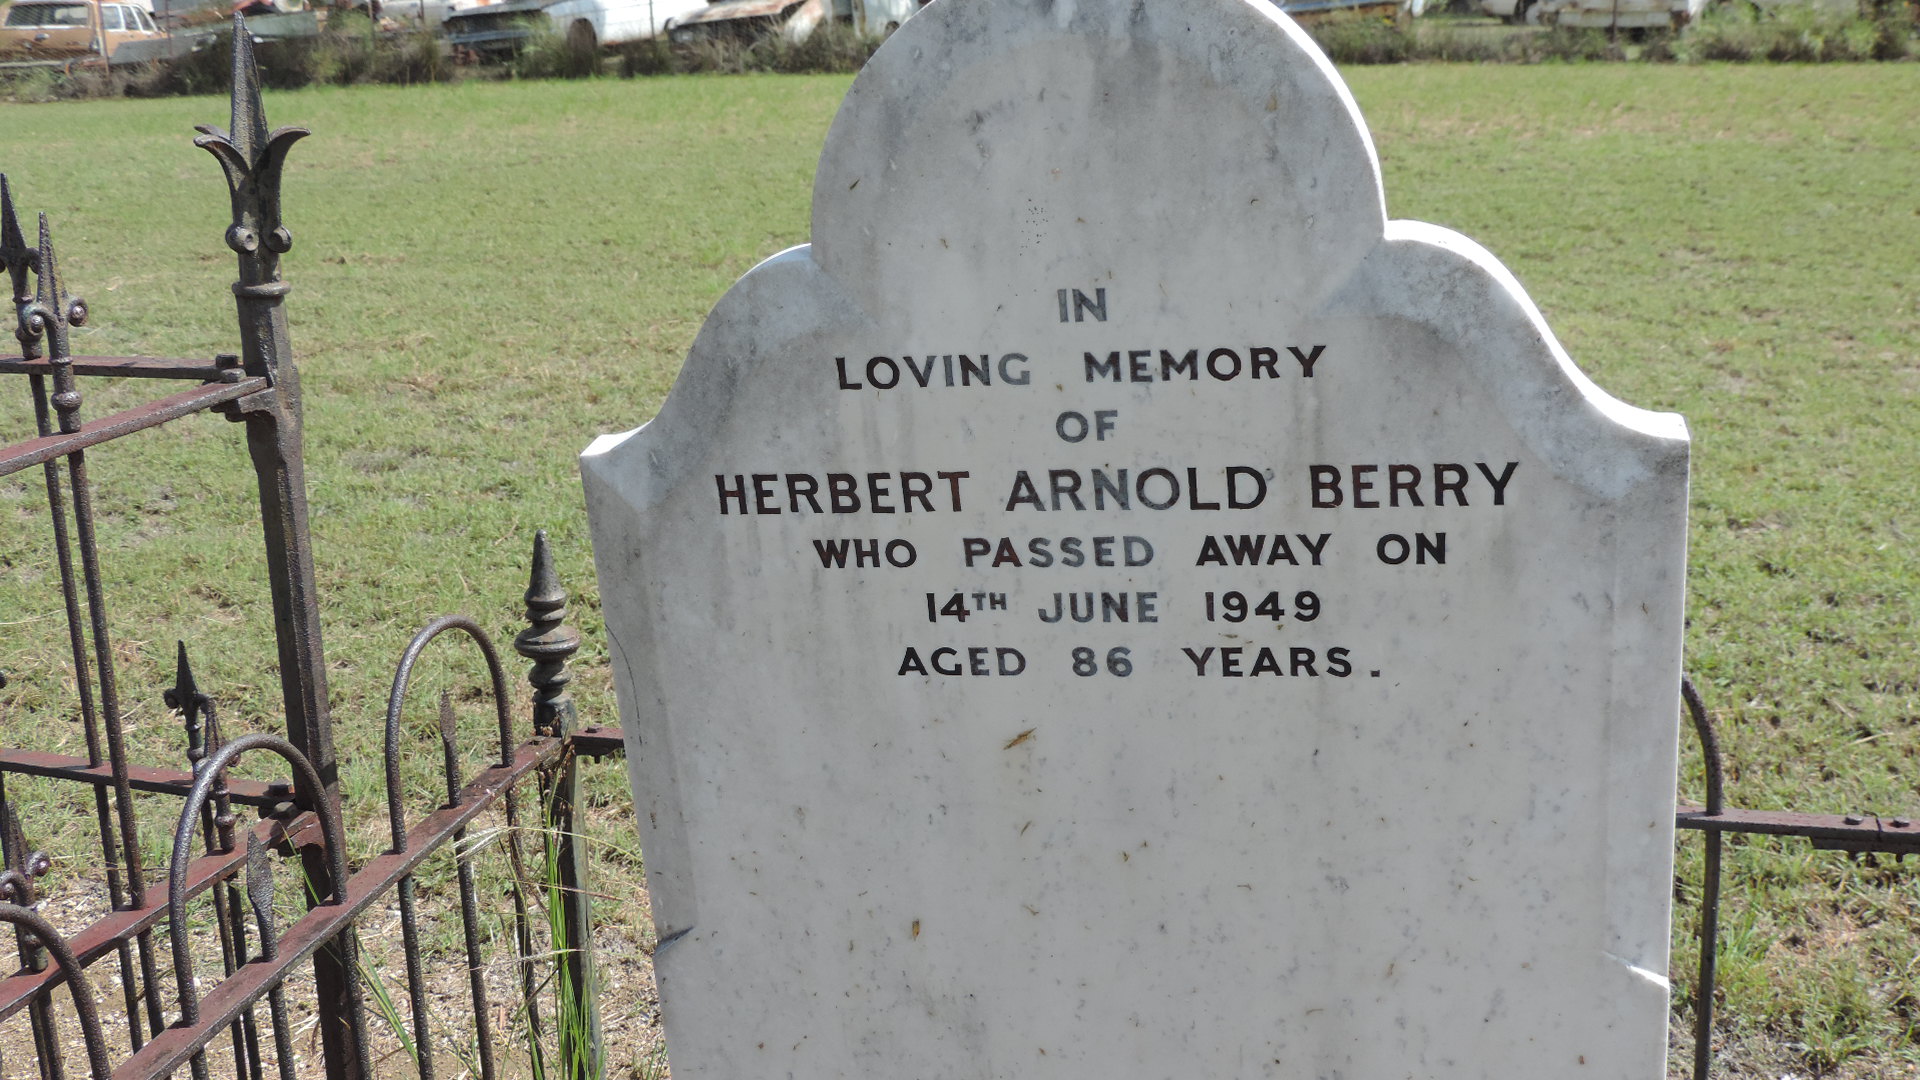 IN
LOVING MEMORY
OF
HERBERT ARNOLD BERRY
WHO PASSED AWAY ON
14TH JUNE 1949
AGED 86 YEARS.